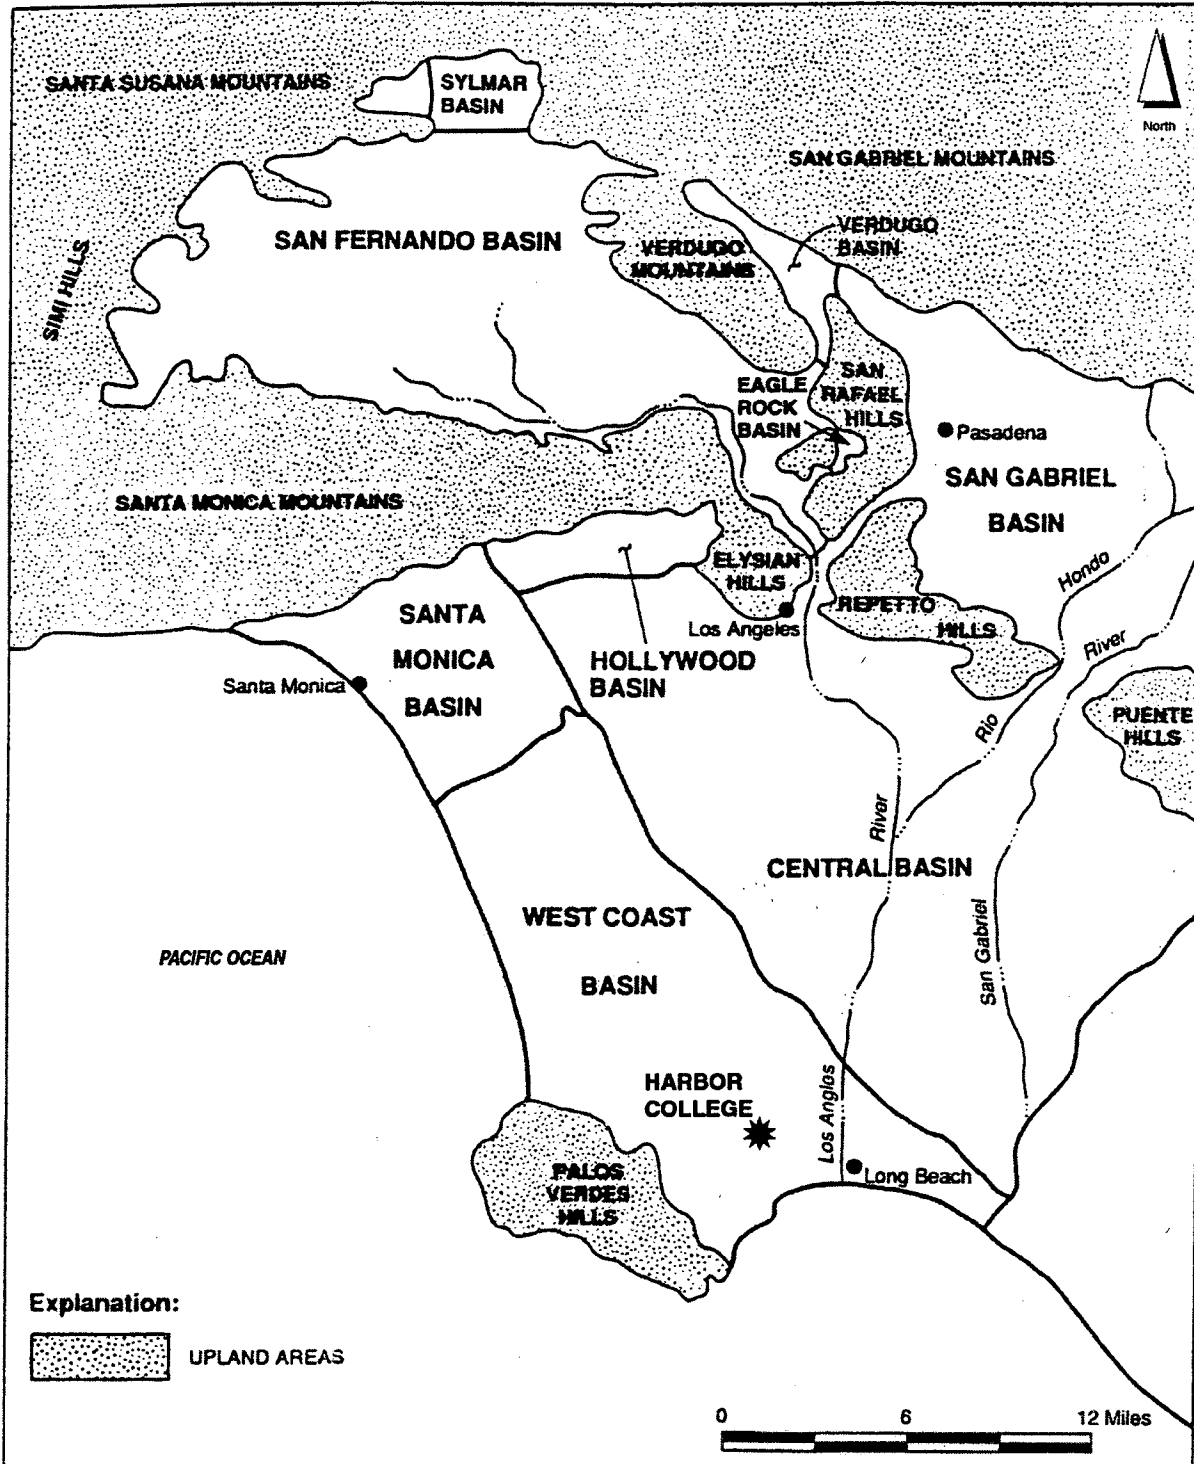 SANTA SUSANA MOUNTAINS
SYLMAR
BASIN
North
SAN GABRIEL MOUNTAINS
VERDUGO
BASIN
SAN FERNANDO BASIN
VERDUGO
MOUNTAINS
SIMI HILLS
SAN
RAFAEL
HILLS
EAGLE
ROCK
BASIN
Pasadena
SAN GABRIEL
BASIN
SANTA MONICA MOUNTAINS
ELYSIAN
HILLS
Hondo
REPETTO
HILLS
Los Angeles
River
SANTA
MONICA
BASIN
HOLLYWOOD
BASIN
Santa Monica
Rio
PUENTE
HILLS
River
CENTRAL BASIN
WEST COAST
BASIN
San Gabriel
PACIFIC OCEAN
HARBOR
COLLEGE
Los Anglos
Long Beach
PALOS
VERDES
HILLS
Explanation:
UPLAND AREAS
0 6 12 Miles